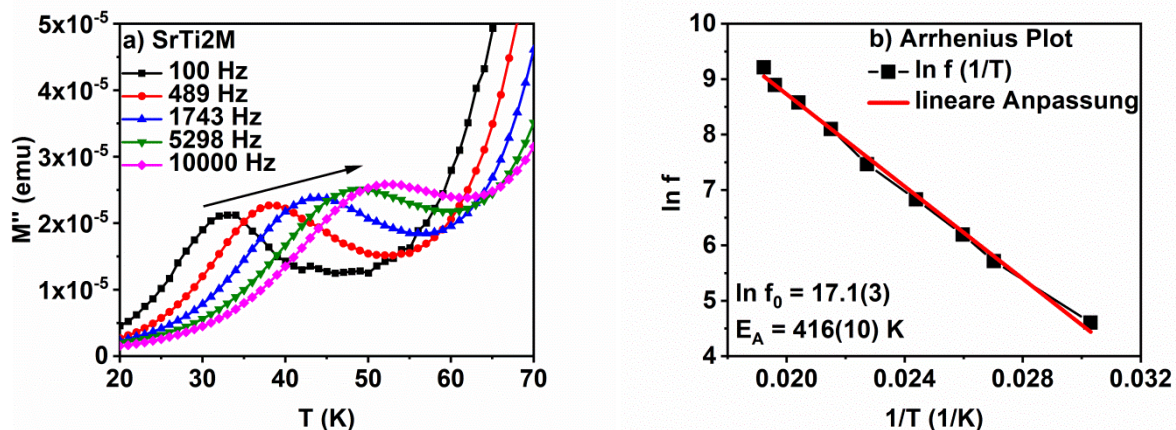 a) SrTi2M
100 Hz
489 Hz
1743 Hz
5298 Hz
10000 Hz
M'' (emu)
5x10⁻⁵
4x10⁻⁵
3x10⁻⁵
2x10⁻⁵
1x10⁻⁵
0
20 30 40 50 60 70
T (K)
b) Arrhenius Plot
ln f (1/T)
lineare Anpassung
ln f
10
9
8
7
6
5
4
ln f₀ = 17.1(3)
E_A = 416(10) K
0.020 0.024 0.028 0.032
1/T (1/K)